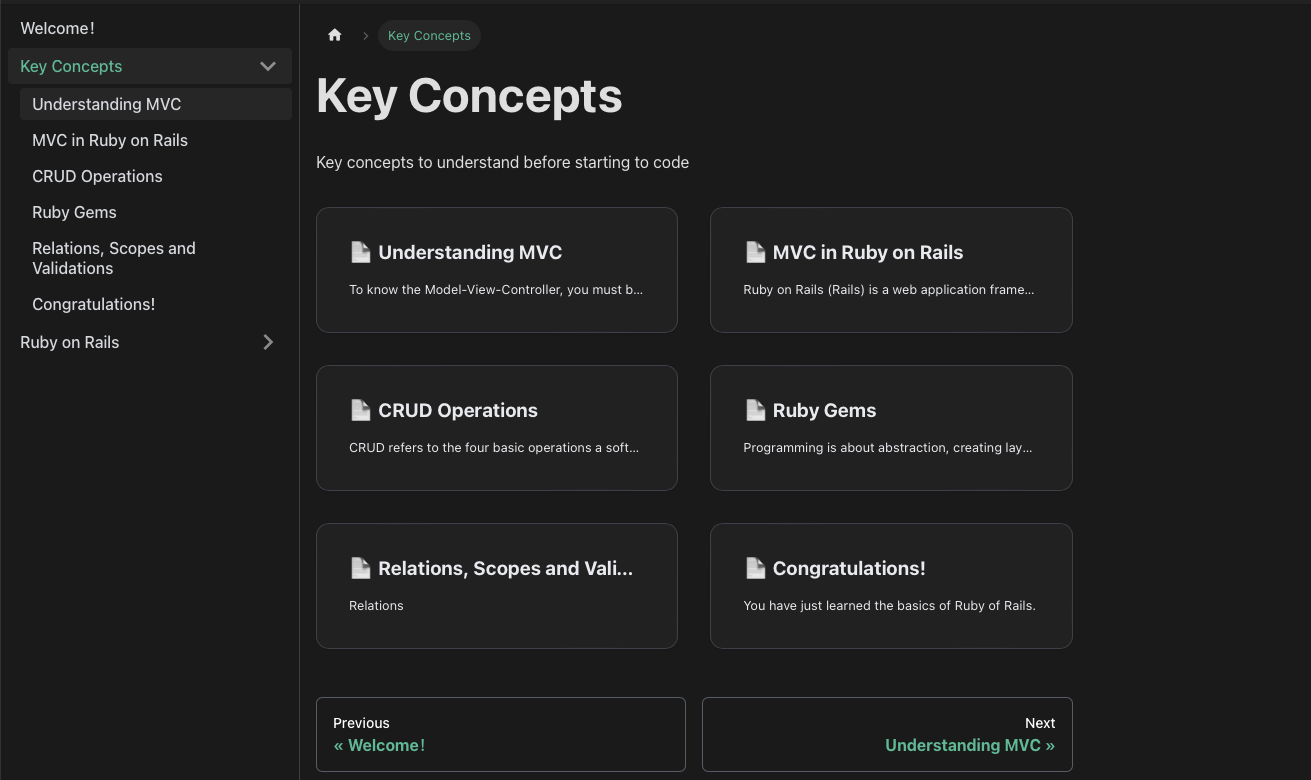 Welcome!
Key Concepts
Understanding MVC
MVC in Ruby on Rails
CRUD Operations
Ruby Gems
Relations, Scopes and
Validations
Congratulations!
Ruby on Rails
Key Concepts
Key Concepts
Key concepts to understand before starting to code
Understanding MVC
To know the Model-View-Controller, you must b...
MVC in Ruby on Rails
Ruby on Rails (Rails) is a web application frame...
CRUD Operations
CRUD refers to the four basic operations a soft...
Ruby Gems
Programming is about abstraction, creating lay...
Relations, Scopes and Vali...
Relations
Congratulations!
You have just learned the basics of Ruby of Rails.
Previous
« Welcome!
Next
Understanding MVC »